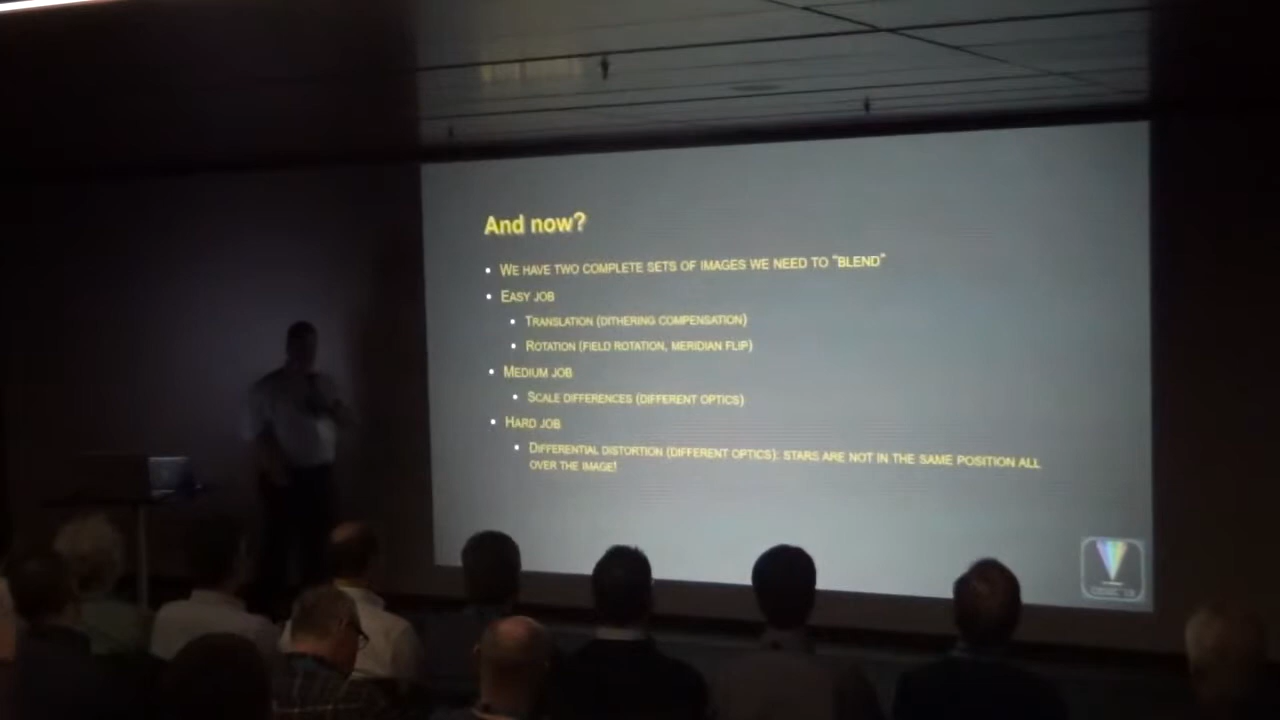 And now?
We have two complete sets of images we need to "blend"
Easy job
Translation (dithering compensation)
Rotation (field rotation, meridian flip)
Medium job
Scale differences (different optics)
Hard job
Differential distortion (different optics): stars are not in the same position all
over the image!